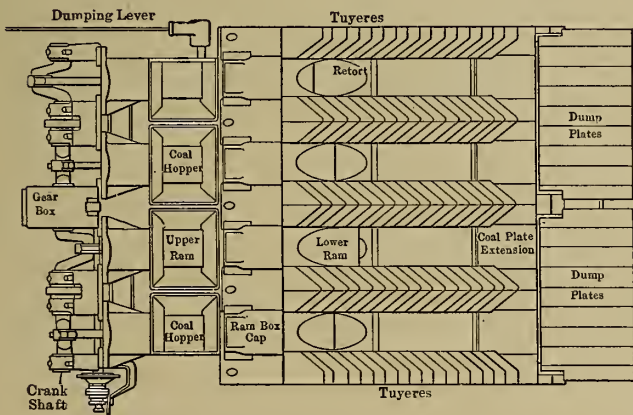 Dumping Lever
Tuyeres
Retort
Dump
Plates
Coal
Hopper
Gear
Box
Upper
Ram
Lower
Ram
Coal Plate
Extension
Dump
Plates
Coal
Hopper
Ram Box
Cap
Crank
Shaft
Tuyeres